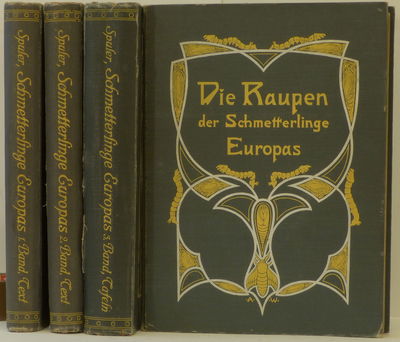 Spuler, Schmetterlinge Europas 1. Band, Text
Spuler, Schmetterlinge Europas 2. Band, Text
Spuler, Schmetterlinge Europas 3. Band, Tafeln
Die Raupen
der Schmetterlinge
Europas